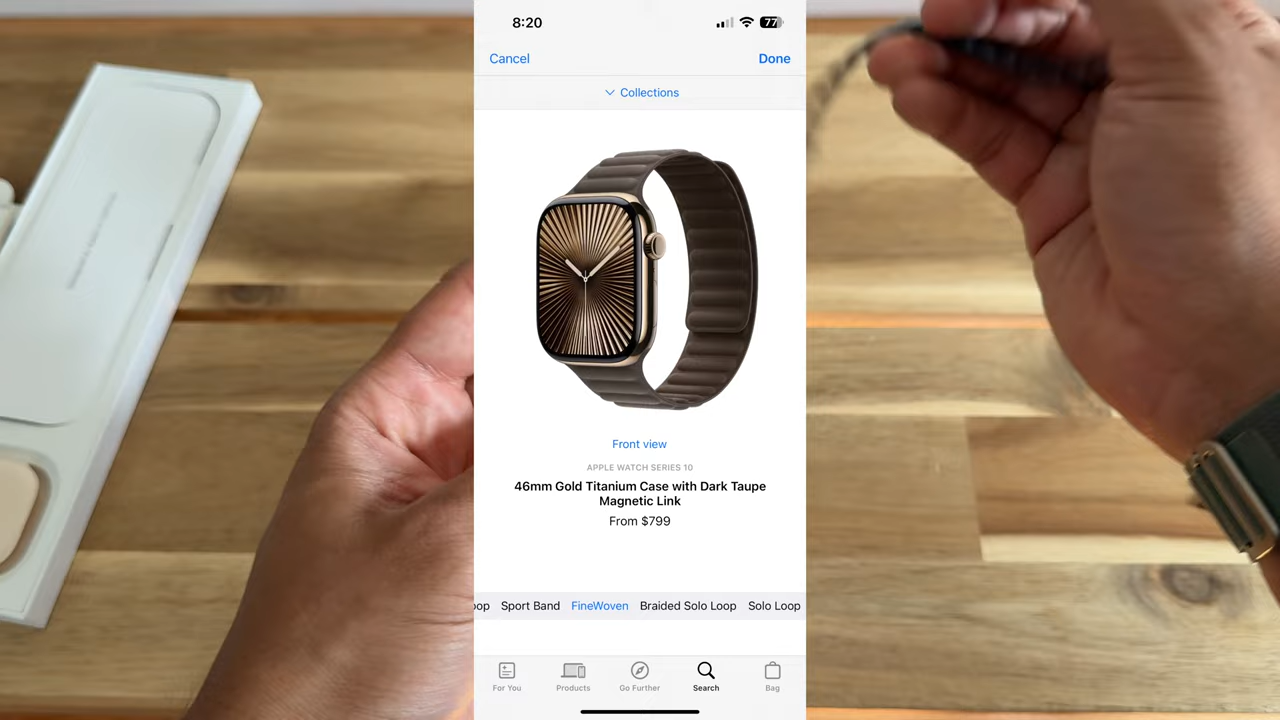 8:20
77
Cancel
Done
Collections
Front view
APPLE WATCH SERIES 10
46mm Gold Titanium Case with Dark Taupe
Magnetic Link
From $799
oop Sport Band FineWoven Braided Solo Loop Solo Loop
For You Products Go Further Search Bag